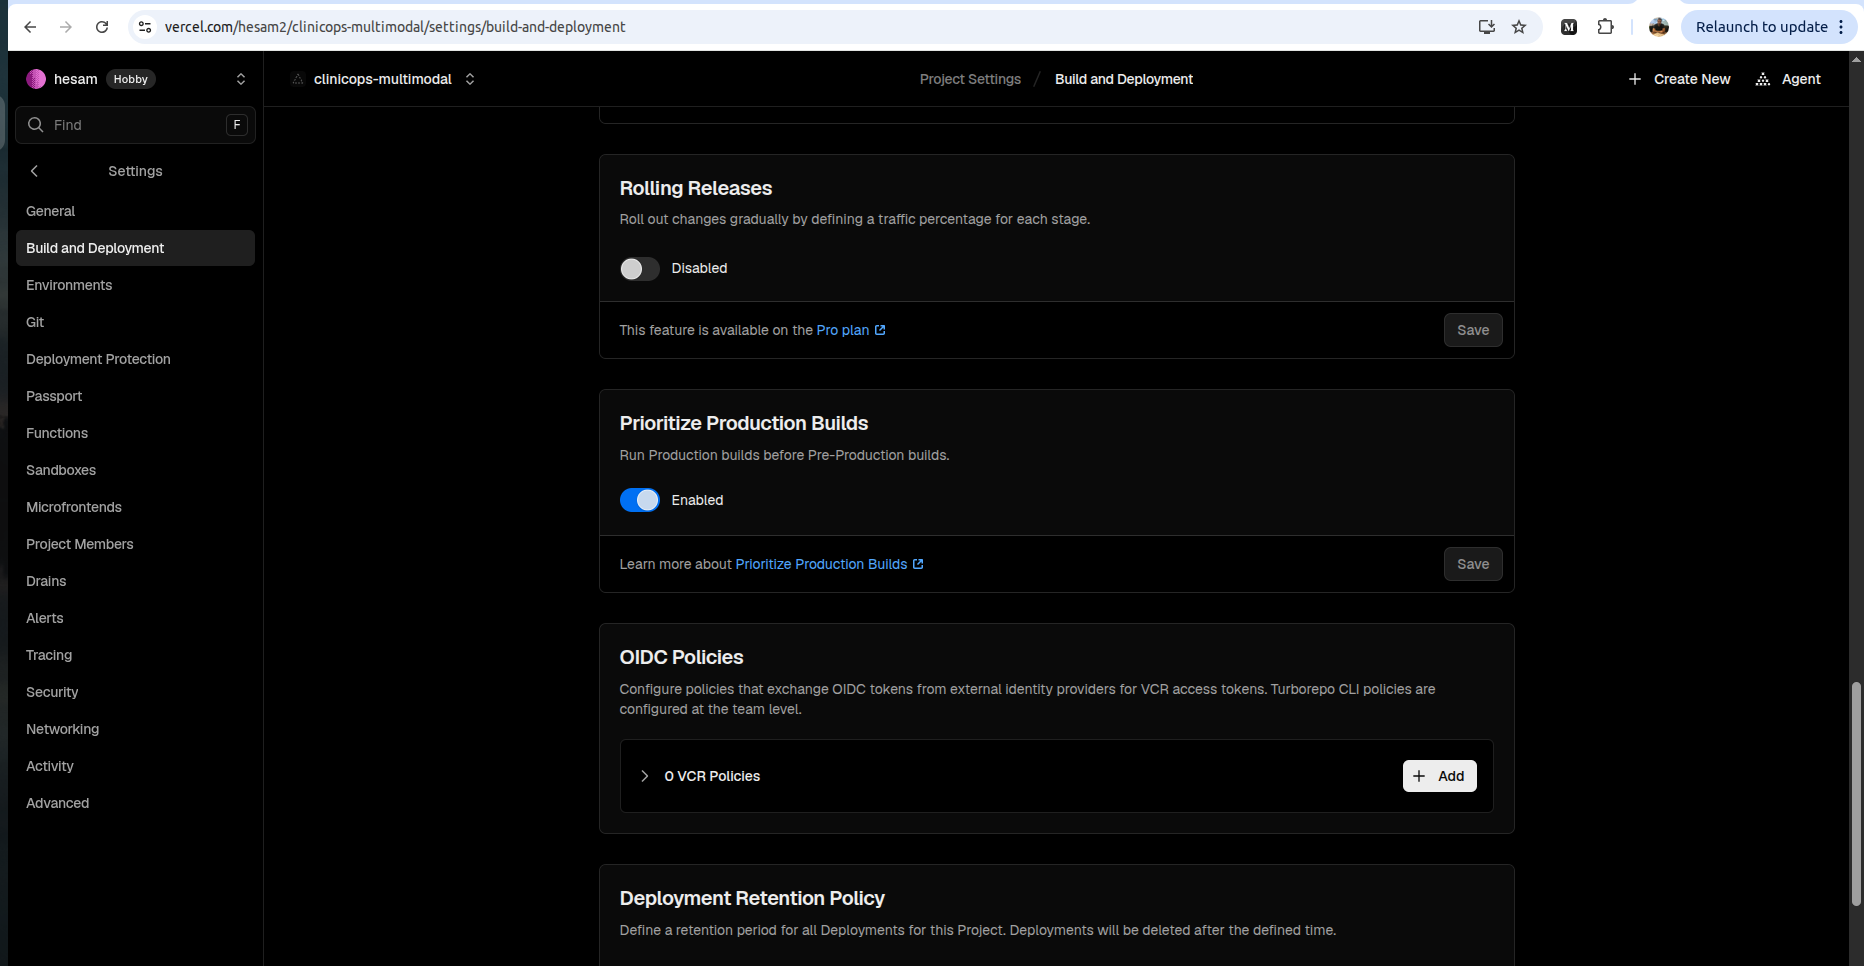 vercel.com/hesam2/clinicops-multimodal/settings/build-and-deployment
M
Relaunch to update
hesam Hobby
clinicops-multimodal
Project Settings / Build and Deployment
Create New
Agent
Find F
Settings
General
Build and Deployment
Environments
Git
Deployment Protection
Passport
Functions
Sandboxes
Microfrontends
Project Members
Drains
Alerts
Tracing
Security
Networking
Activity
Advanced
Rolling Releases
Roll out changes gradually by defining a traffic percentage for each stage.
Disabled
This feature is available on the Pro plan
Save
Prioritize Production Builds
Run Production builds before Pre-Production builds.
Enabled
Learn more about Prioritize Production Builds
Save
OIDC Policies
Configure policies that exchange OIDC tokens from external identity providers for VCR access tokens. Turborepo CLI policies are
configured at the team level.
0 VCR Policies
Add
Deployment Retention Policy
Define a retention period for all Deployments for this Project. Deployments will be deleted after the defined time.